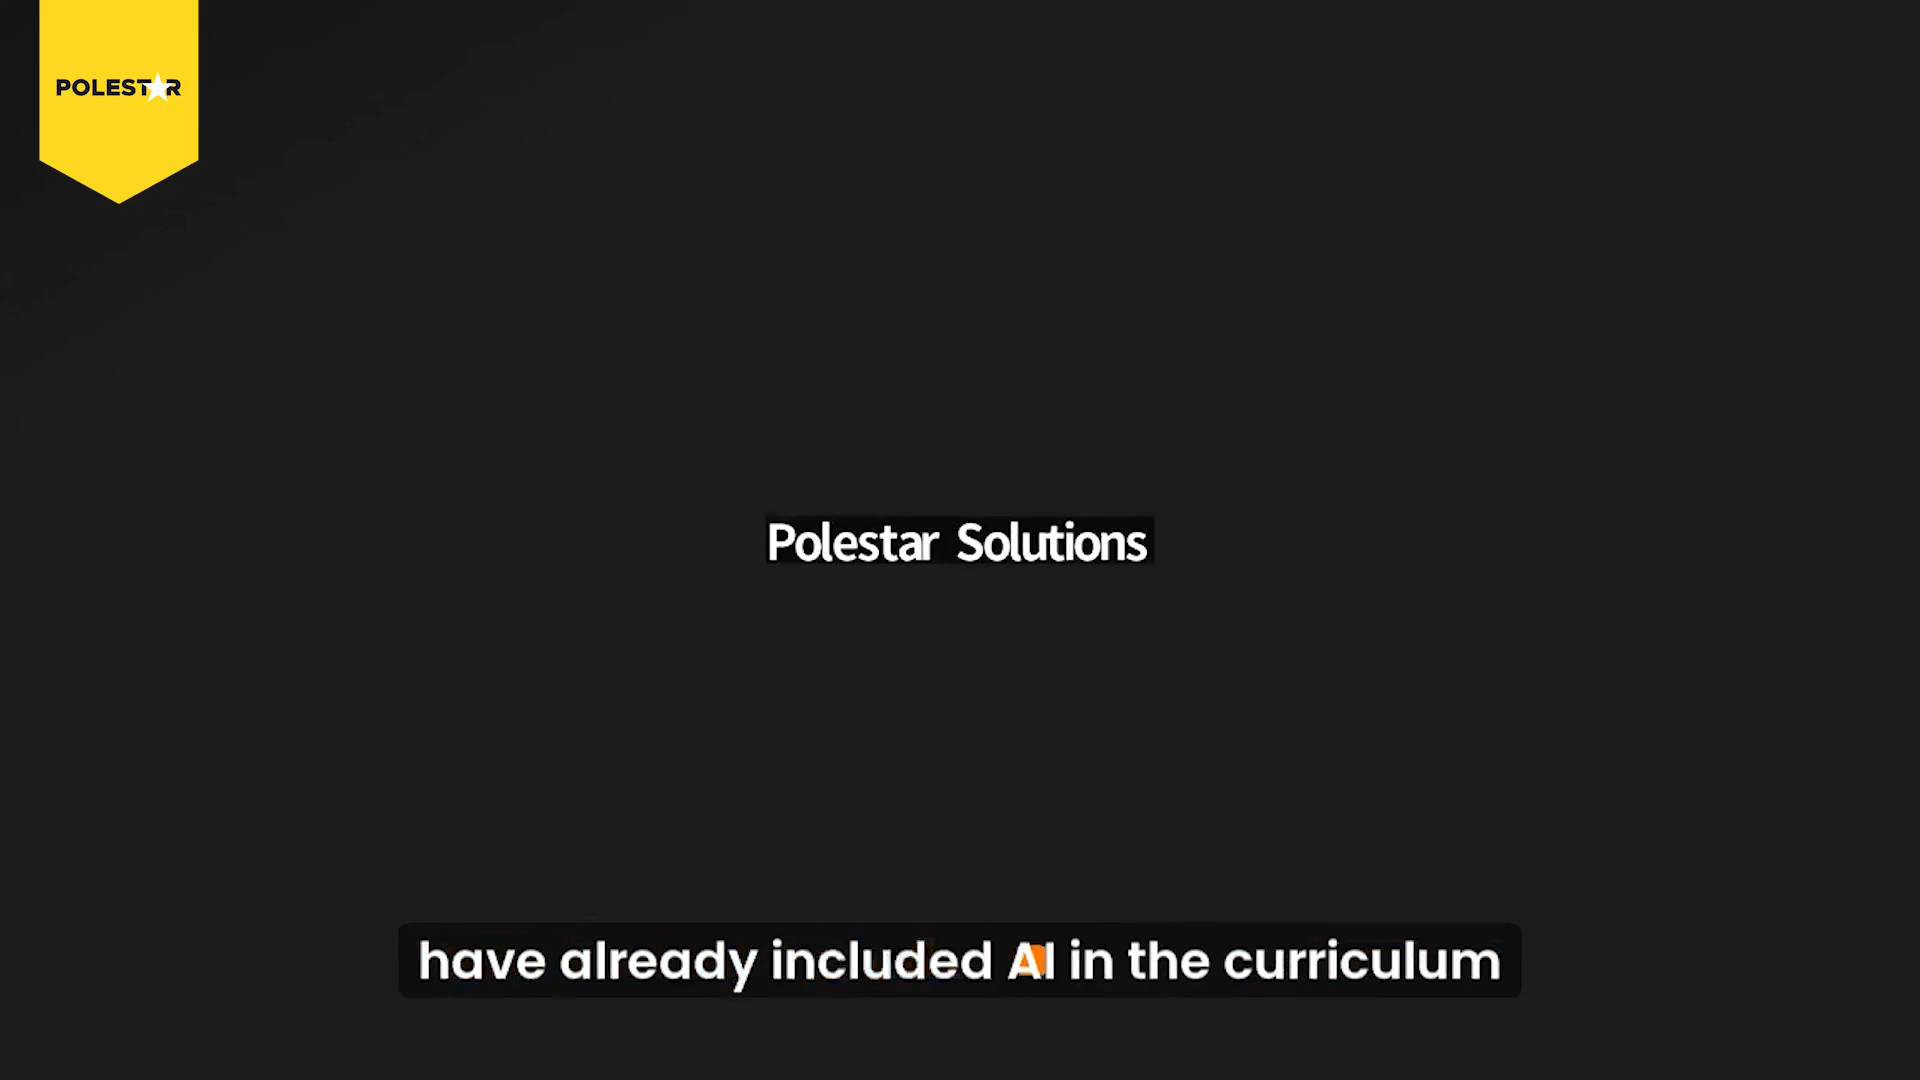 POLESTAR
Polestar Solutions
have already included AI in the curriculum